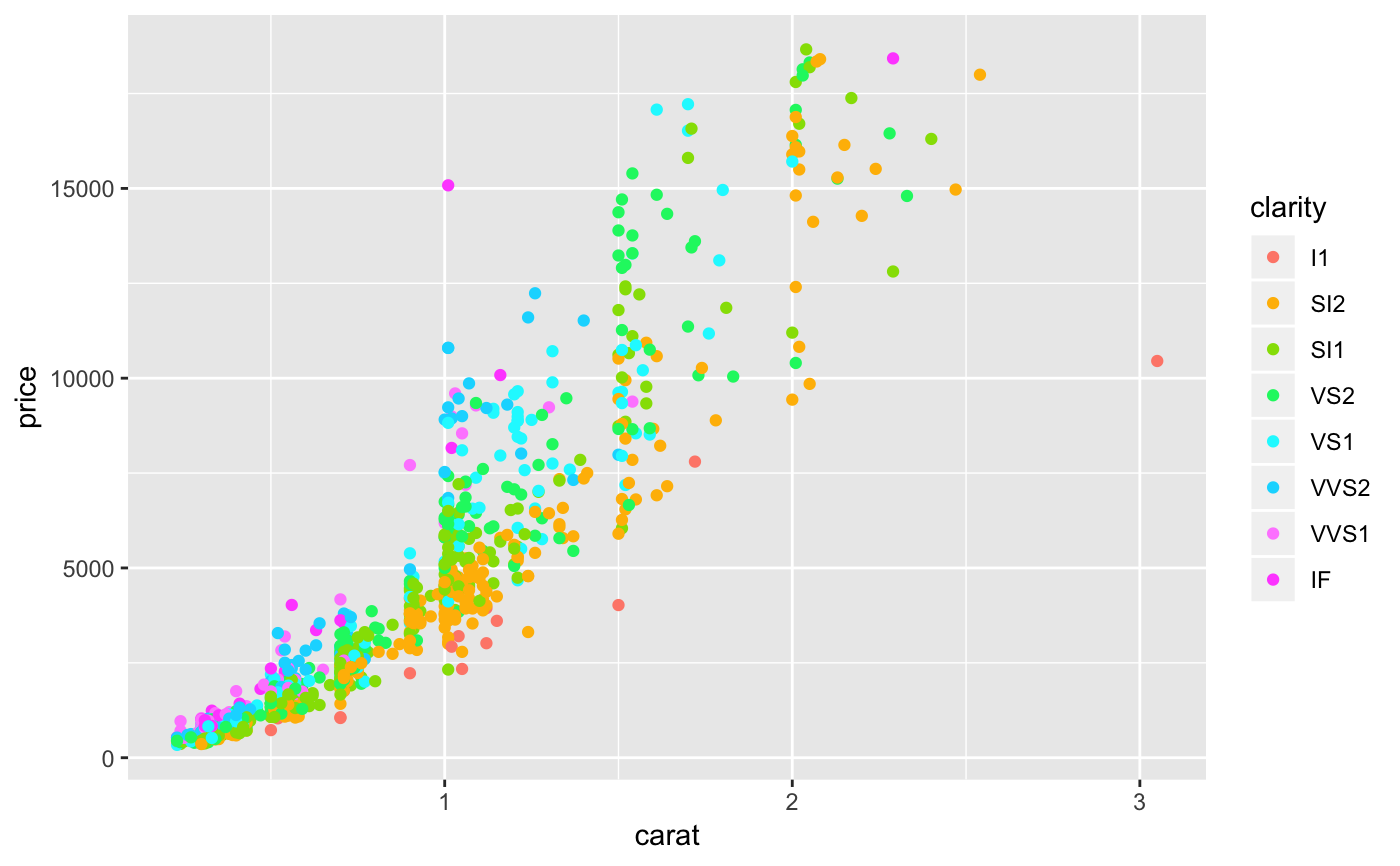 clarity
I1
SI2
SI1
VS2
VS1
VVS2
VVS1
IF
price
15000
10000
5000
0
1
2
3
carat